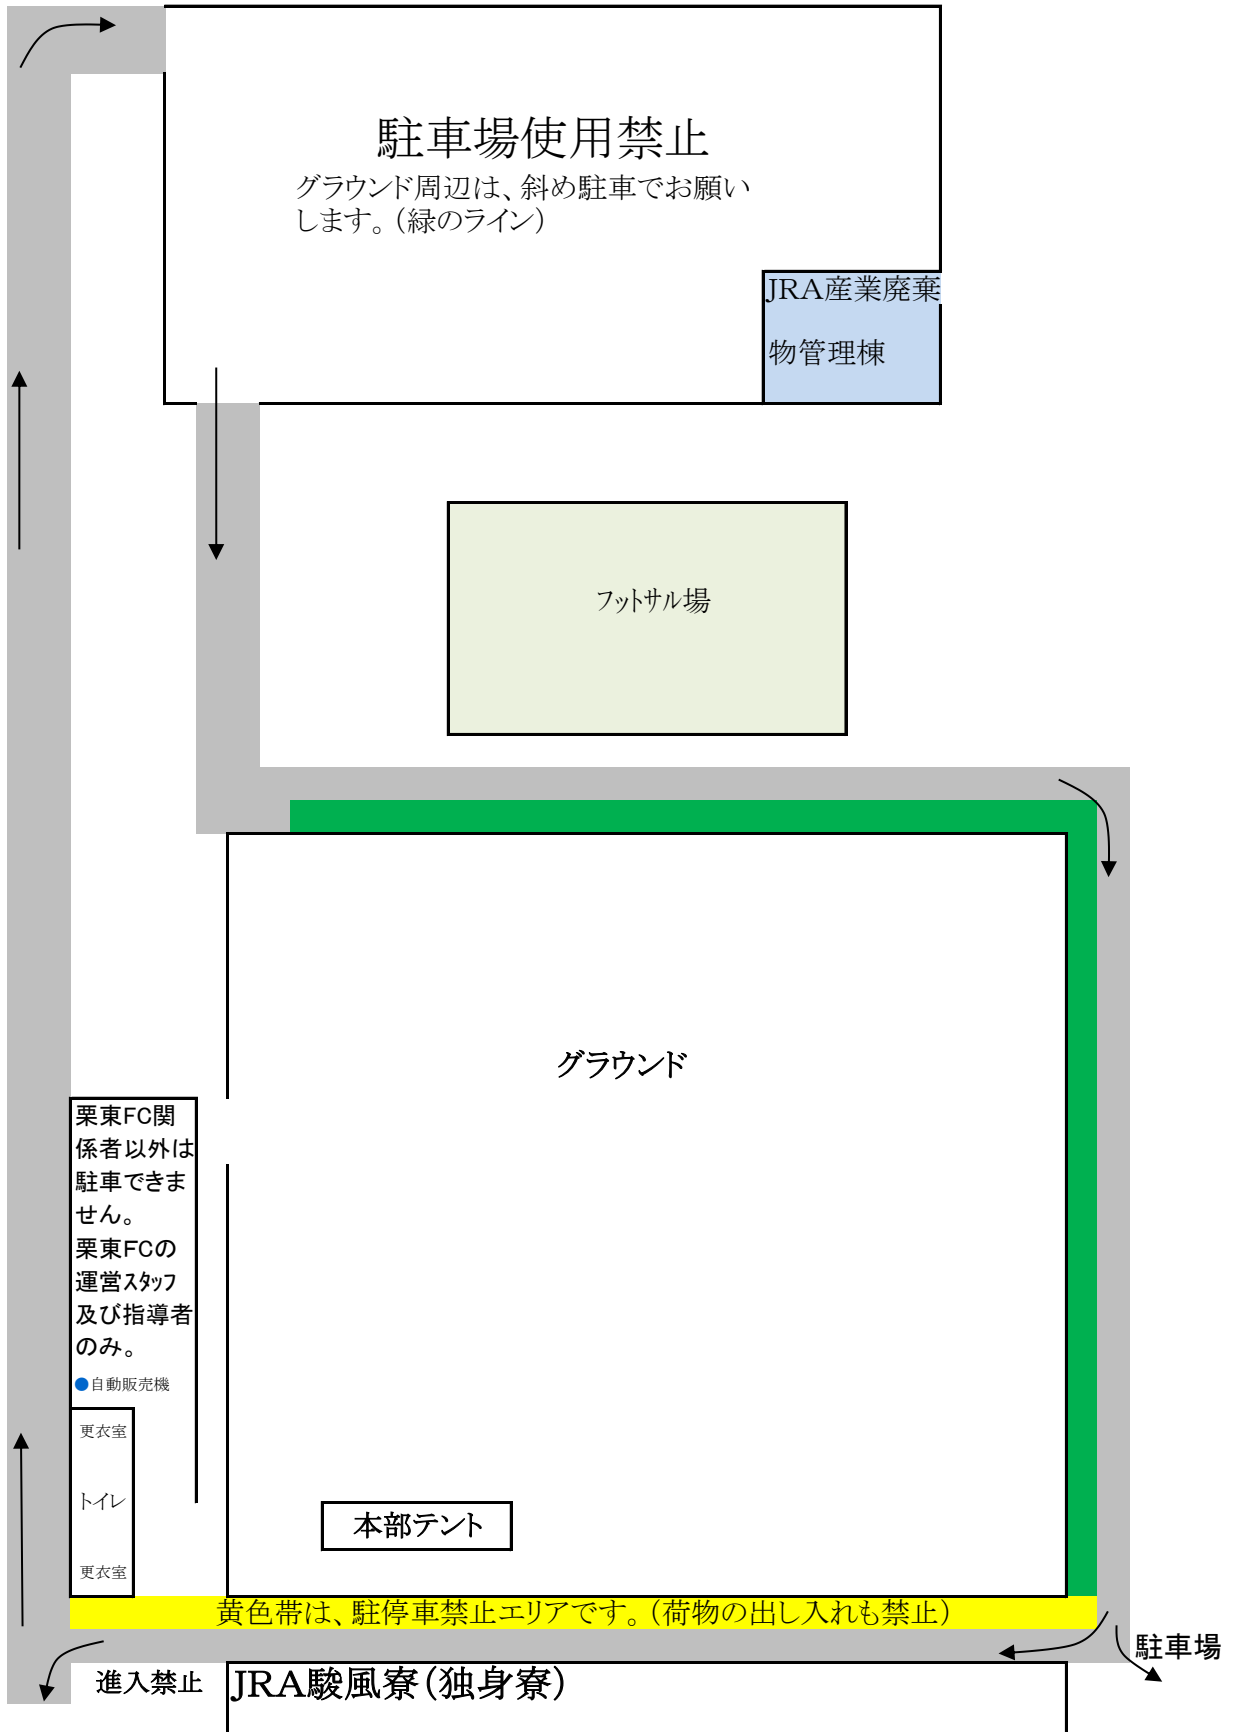 駐車場使用禁止
グラウンド周辺は、斜め駐車でお願い
します。（緑のライン）
JRA産業廃棄
物管理棟
フットサル場
グラウンド
栗東FC関
係者以外は
駐車できま
せん。
栗東FCの
運営スタッフ
及び指導者
のみ。
●自動販売機
更衣室
トイレ
更衣室
本部テント
黄色帯は、駐停車禁止エリアです。（荷物の出し入れも禁止）
駐車場
進入禁止
JRA駿風寮（独身寮）